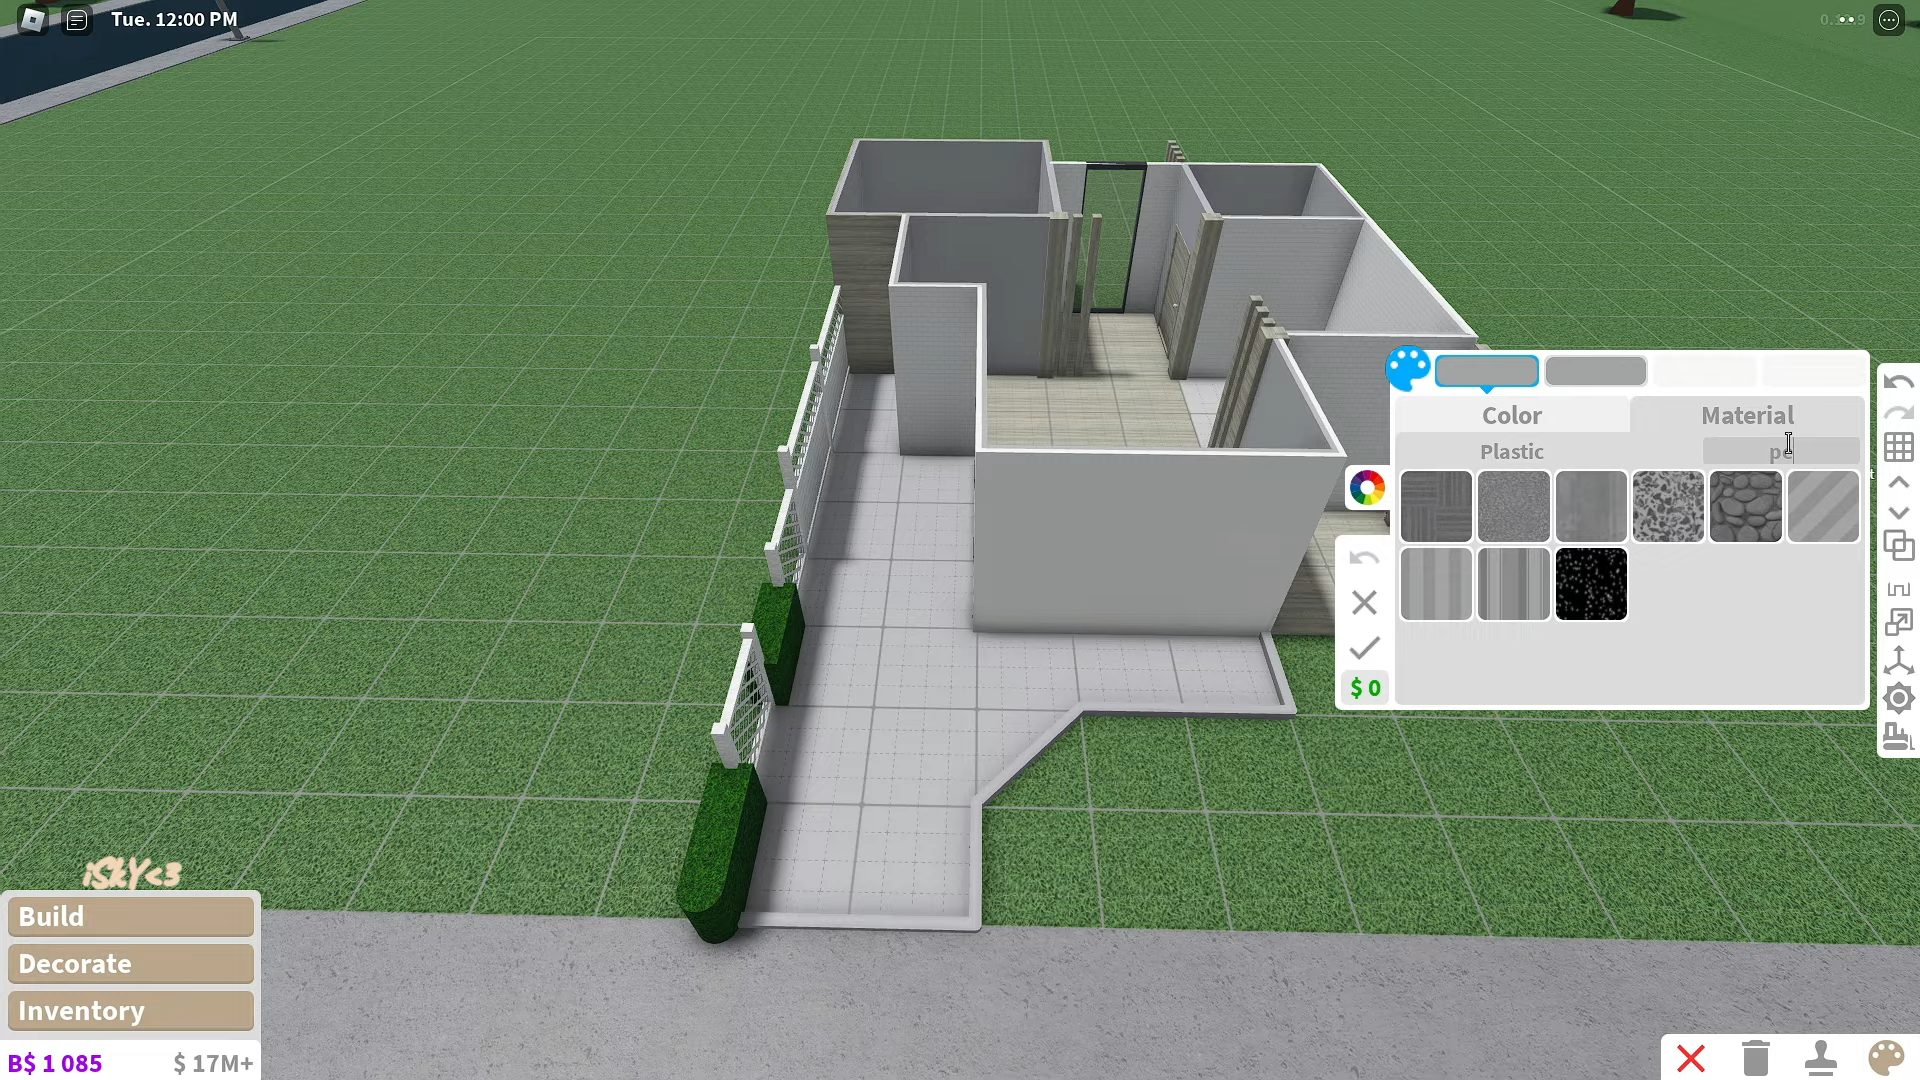 Tue. 12:00 PM
Color
Material
Plastic
pe
$ 0
iSkY<3
Build
Decorate
Inventory
B$ 1 085
$ 17M+